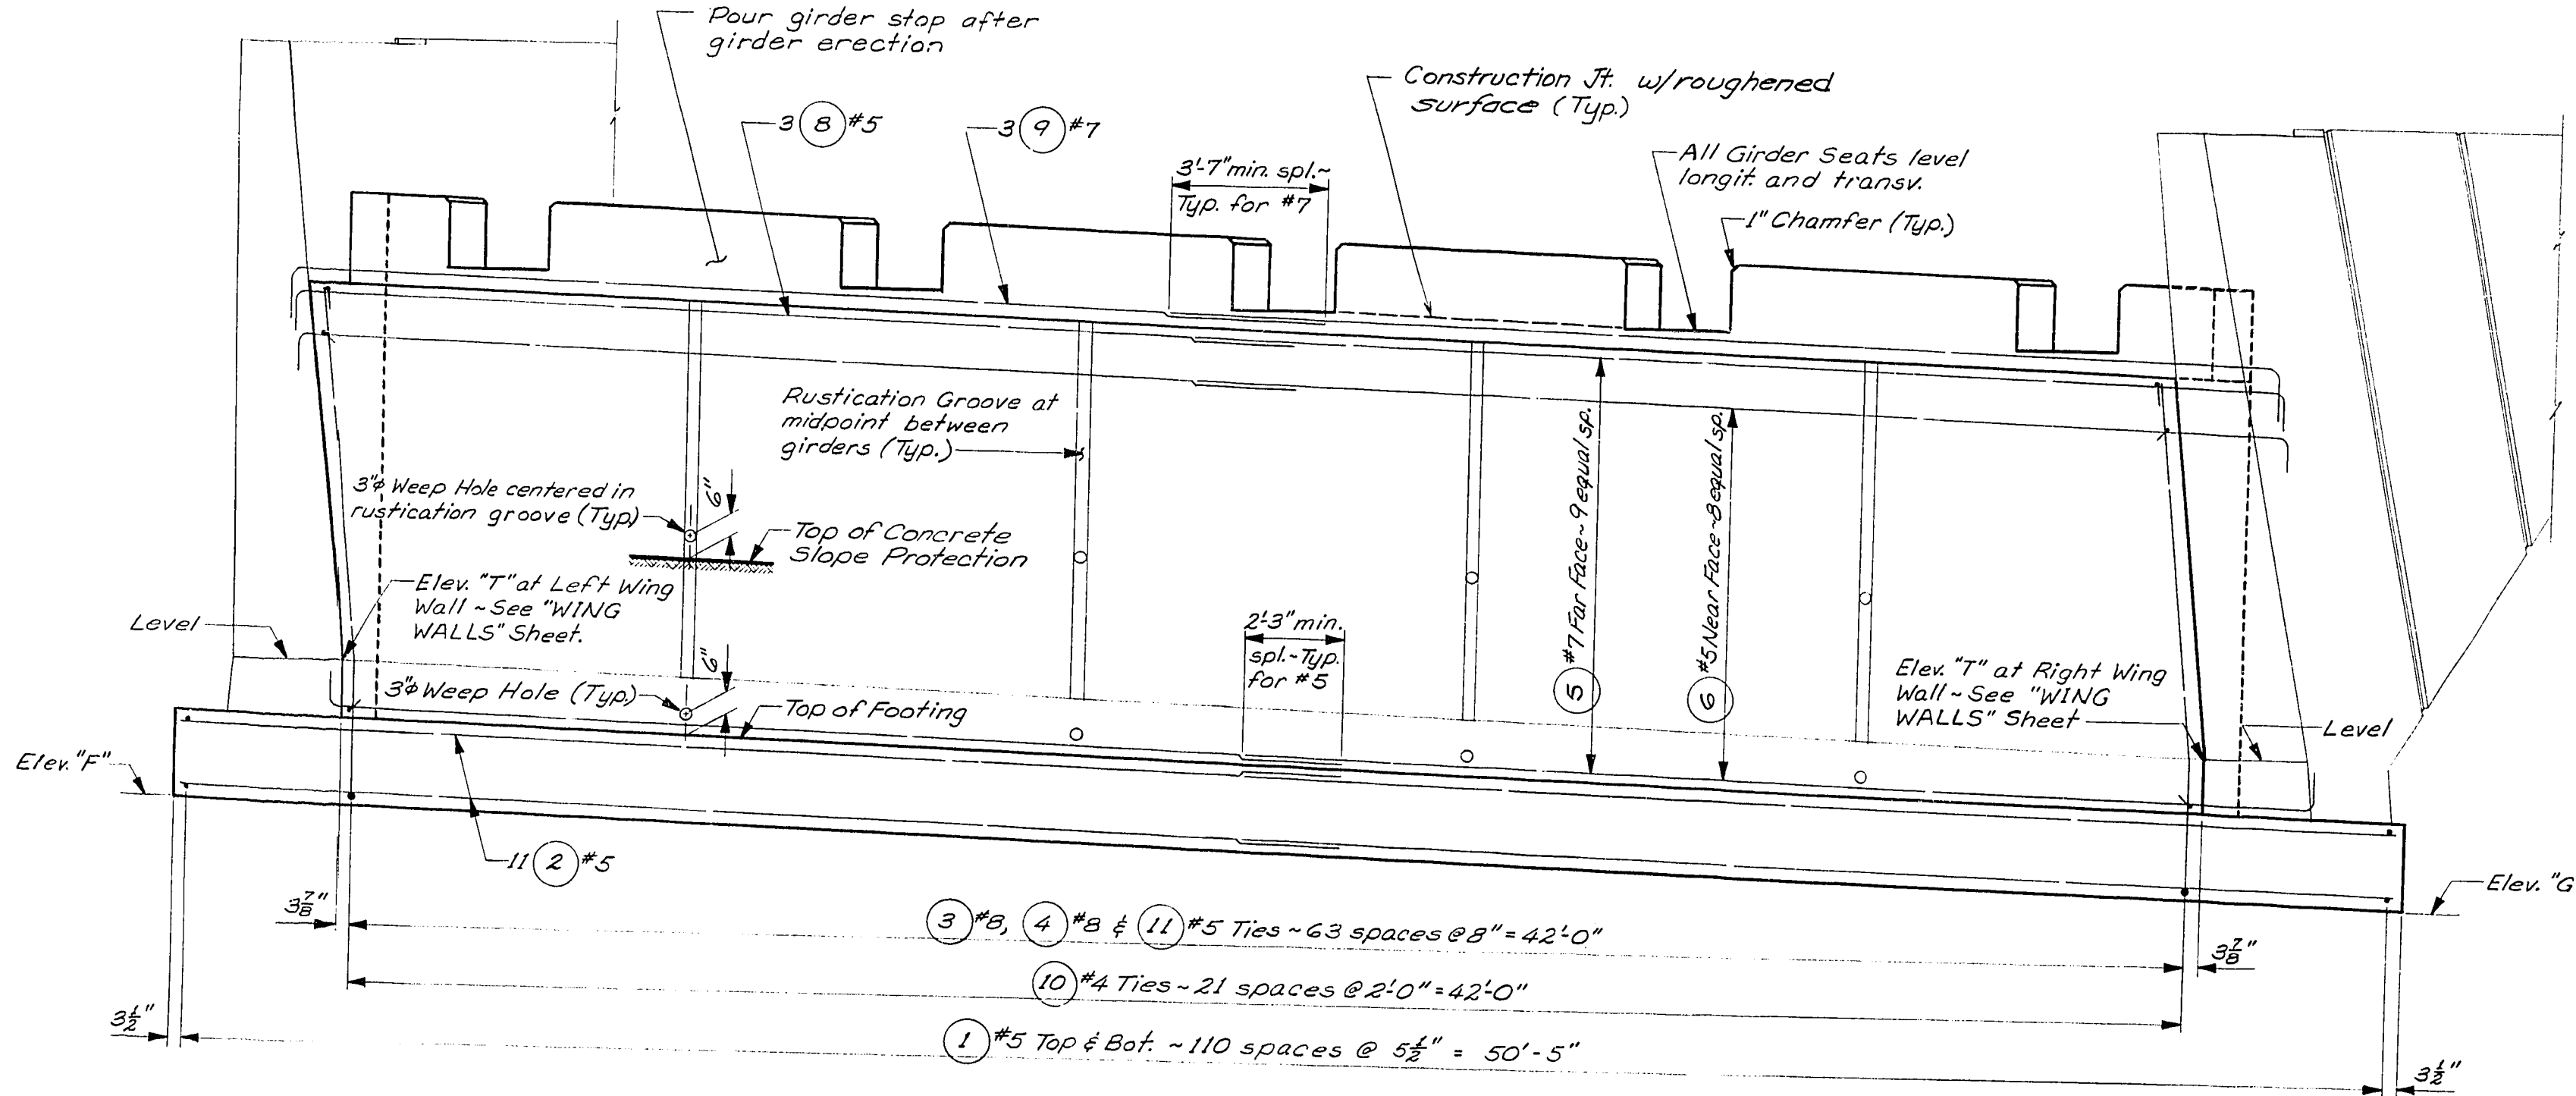 Pour girder stop after
girder erection
Construction Jt. w/roughened
surface (Typ.)
3 8 #5
3 9 #7
3'-7" min. spl.~
Typ. for #7
All Girder Seats level
longit. and transv.
1" Chamfer (Typ.)
Rustication Groove at
midpoint between
girders (Typ.)
3"φ Weep Hole centered in
rustication groove (Typ.)
6"
Top of Concrete
Slope Protection
5 #7 Far Face~9 equal sp.
6 #5 Near Face~8 equal sp.
Elev. "T" at Left Wing
Wall ~ See "WING
WALLS" Sheet.
Level
2'-3" min.
spl.~Typ.
for #5
6"
3"φ Weep Hole (Typ.)
Top of Footing
Elev. "T" at Right Wing
Wall ~ See "WING
WALLS" Sheet
Level
Elev. "F"
11 2 #5
Elev. "G
3 7/8"
3 #8, 4 #8 & 11 #5 Ties ~ 63 spaces @ 8" = 42'-0"
3 7/8"
10 #4 Ties ~ 21 spaces @ 2'-0" = 42'-0"
3 1/2"
1 #5 Top & Bot. ~ 110 spaces @ 5 1/2" = 50'-5"
3 1/2"